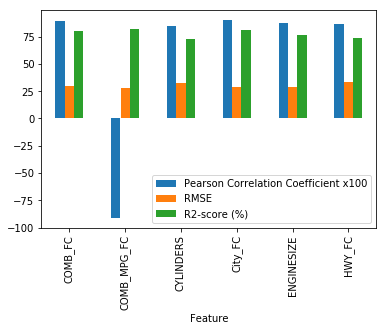 75
50
25
0
−25
−50
−75
−100
Pearson Correlation Coefficient x100
RMSE
R2-score (%)
COMB_FC
COMB_MPG_FC
CYLINDERS
City_FC
ENGINESIZE
HWY_FC
Feature